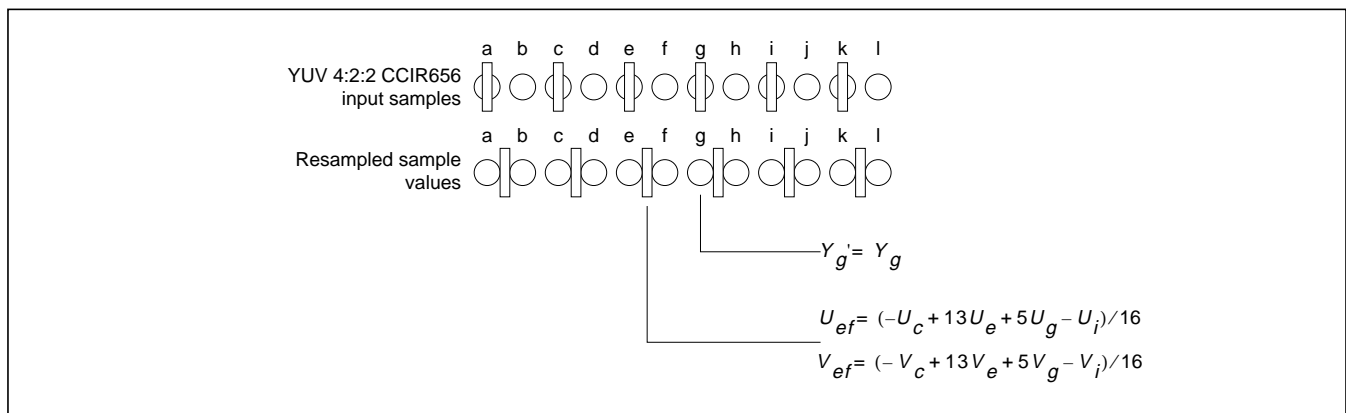 a b c d e f g h i j k l
YUV 4:2:2 CCIR656
input samples
a b c d e f g h i j k l
Resampled sample
values
Y_g'= Y_g
U_ef= (–U_c + 13U_e + 5U_g – U_i)/16
V_ef= (–V_c + 13V_e + 5V_g – V_i)/16